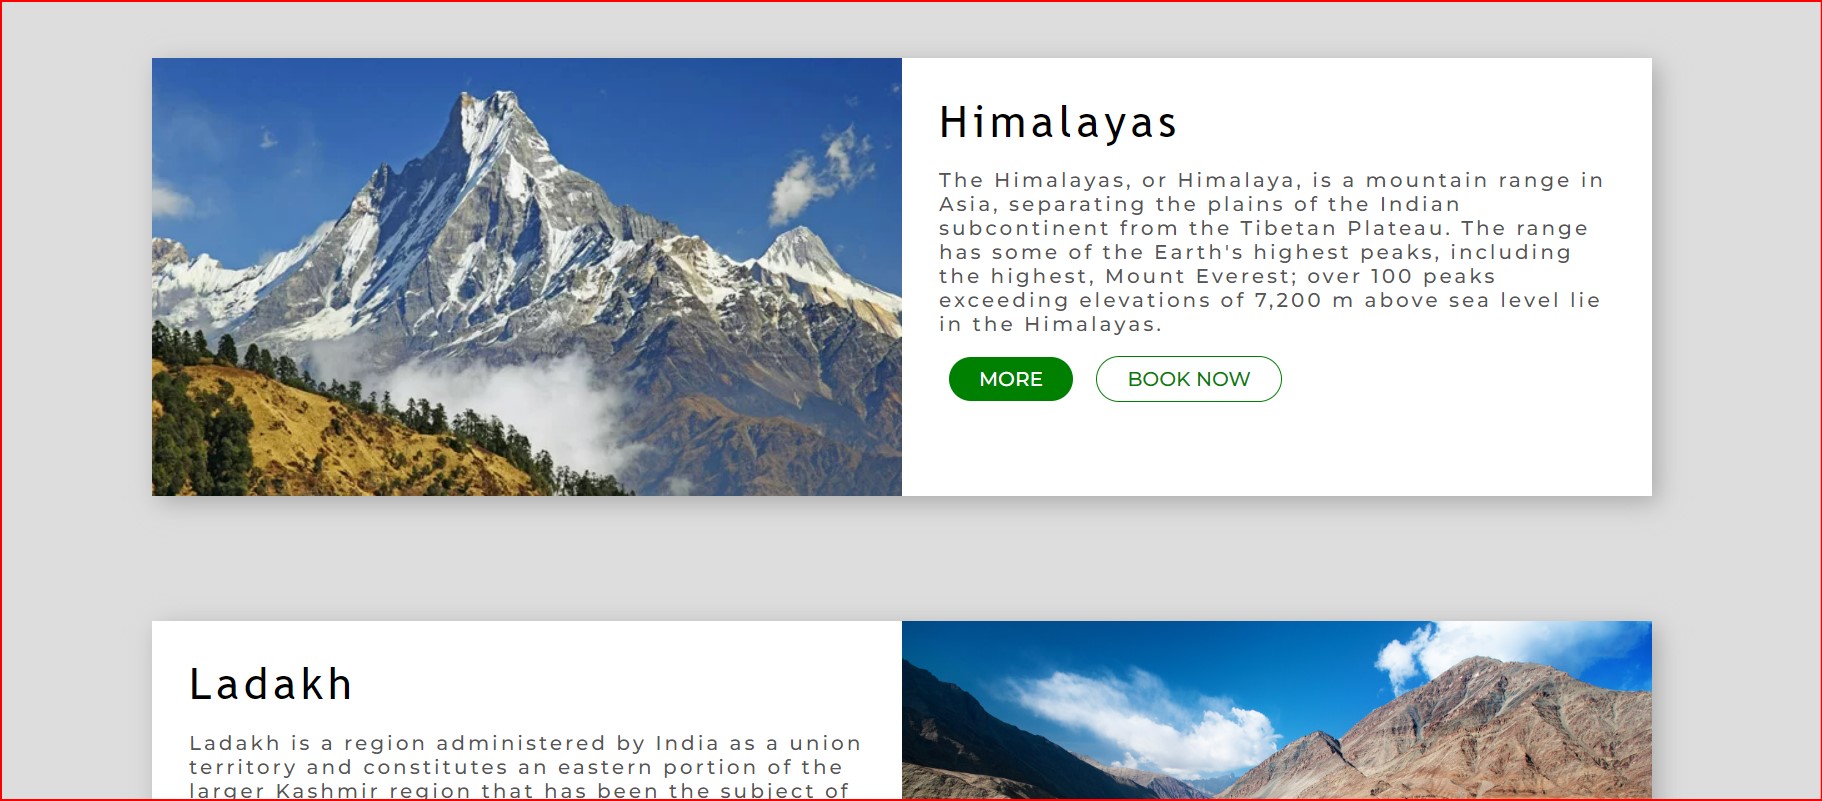 Himalayas
The Himalayas, or Himalaya, is a mountain range in
Asia, separating the plains of the Indian
subcontinent from the Tibetan Plateau. The range
has some of the Earth's highest peaks, including
the highest, Mount Everest; over 100 peaks
exceeding elevations of 7,200 m above sea level lie
in the Himalayas.
MORE BOOK NOW
Ladakh
Ladakh is a region administered by India as a union
territory and constitutes an eastern portion of the
larger Kashmir region that has been the subject of